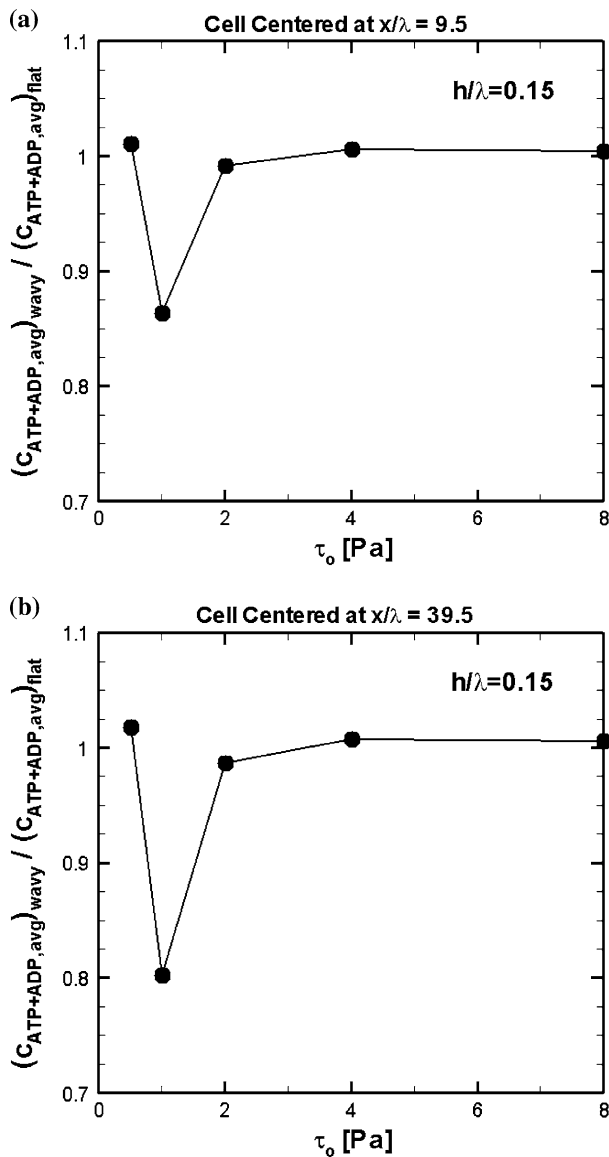 (a)
Cell Centered at x/λ = 9.5
1.1
1
0.9
0.8
0.7
(cATP+ADP,avg)wavy / (cATP+ADP,avg)flat
h/λ=0.15
0 2 4 6 8
τo [Pa]
(b)
Cell Centered at x/λ = 39.5
1.1
1
0.9
0.8
0.7
(cATP+ADP,avg)wavy / (cATP+ADP,avg)flat
h/λ=0.15
0 2 4 6 8
τo [Pa]